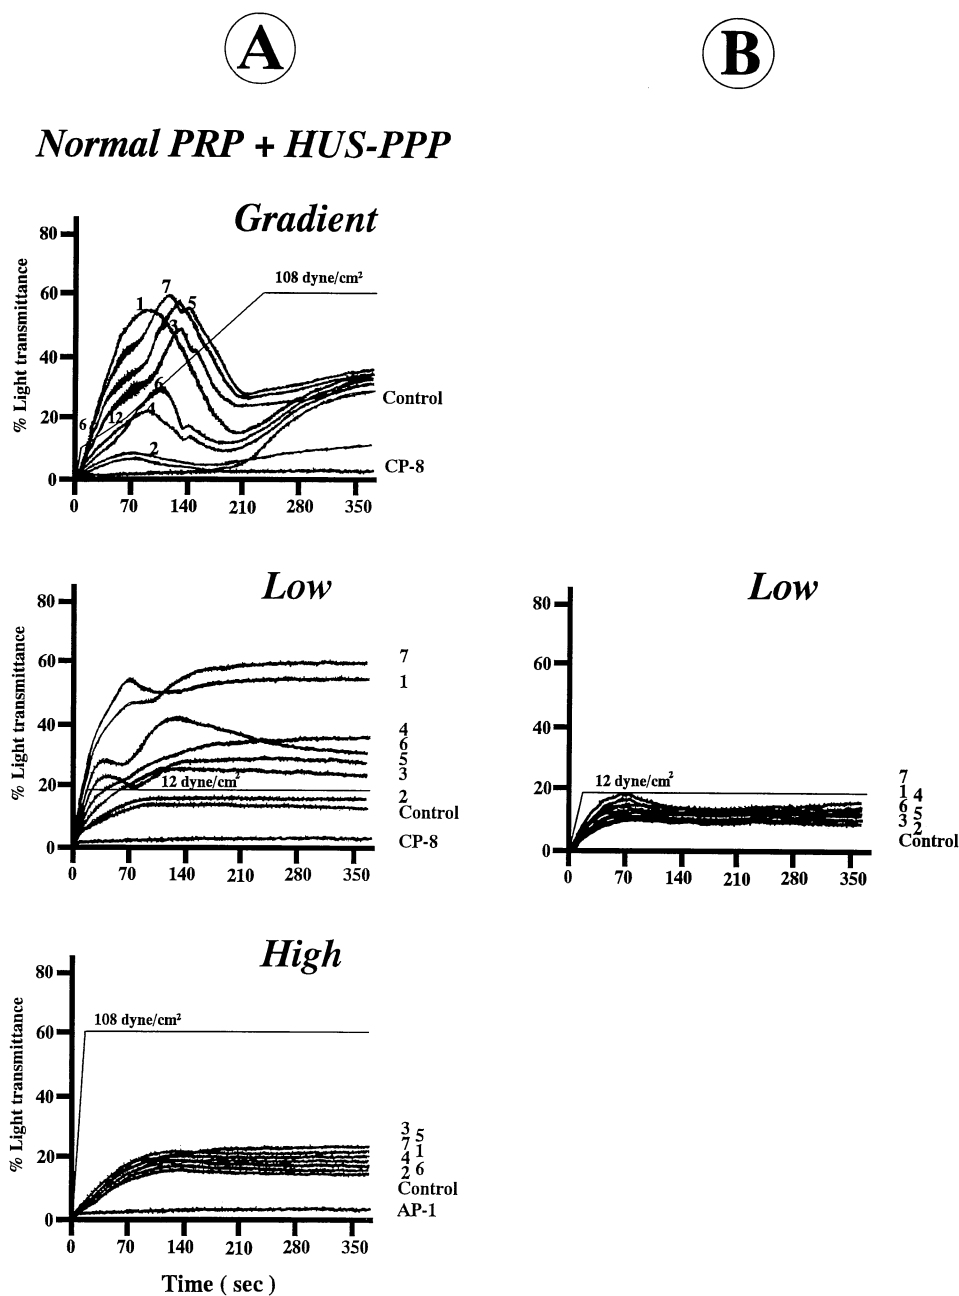 A
B
Normal PRP + HUS-PPP
Gradient
% Light transmittance
80
60
40
20
0
108 dyne/cm²
1
7
5
3
6
12
6
4
2
Control
CP-8
0 70 140 210 280 350
Low
% Light transmittance
80
60
40
20
0
12 dyne/cm²
7
1
4
6
5
3
2
Control
CP-8
0 70 140 210 280 350
Low
80
60
40
20
0
12 dyne/cm²
7
1 4
6
5
3
2
Control
0 70 140 210 280 350
High
% Light transmittance
80
60
40
20
0
108 dyne/cm²
3
5
7
1
4
6
2
Control
AP-1
0 70 140 210 280 350
Time ( sec )